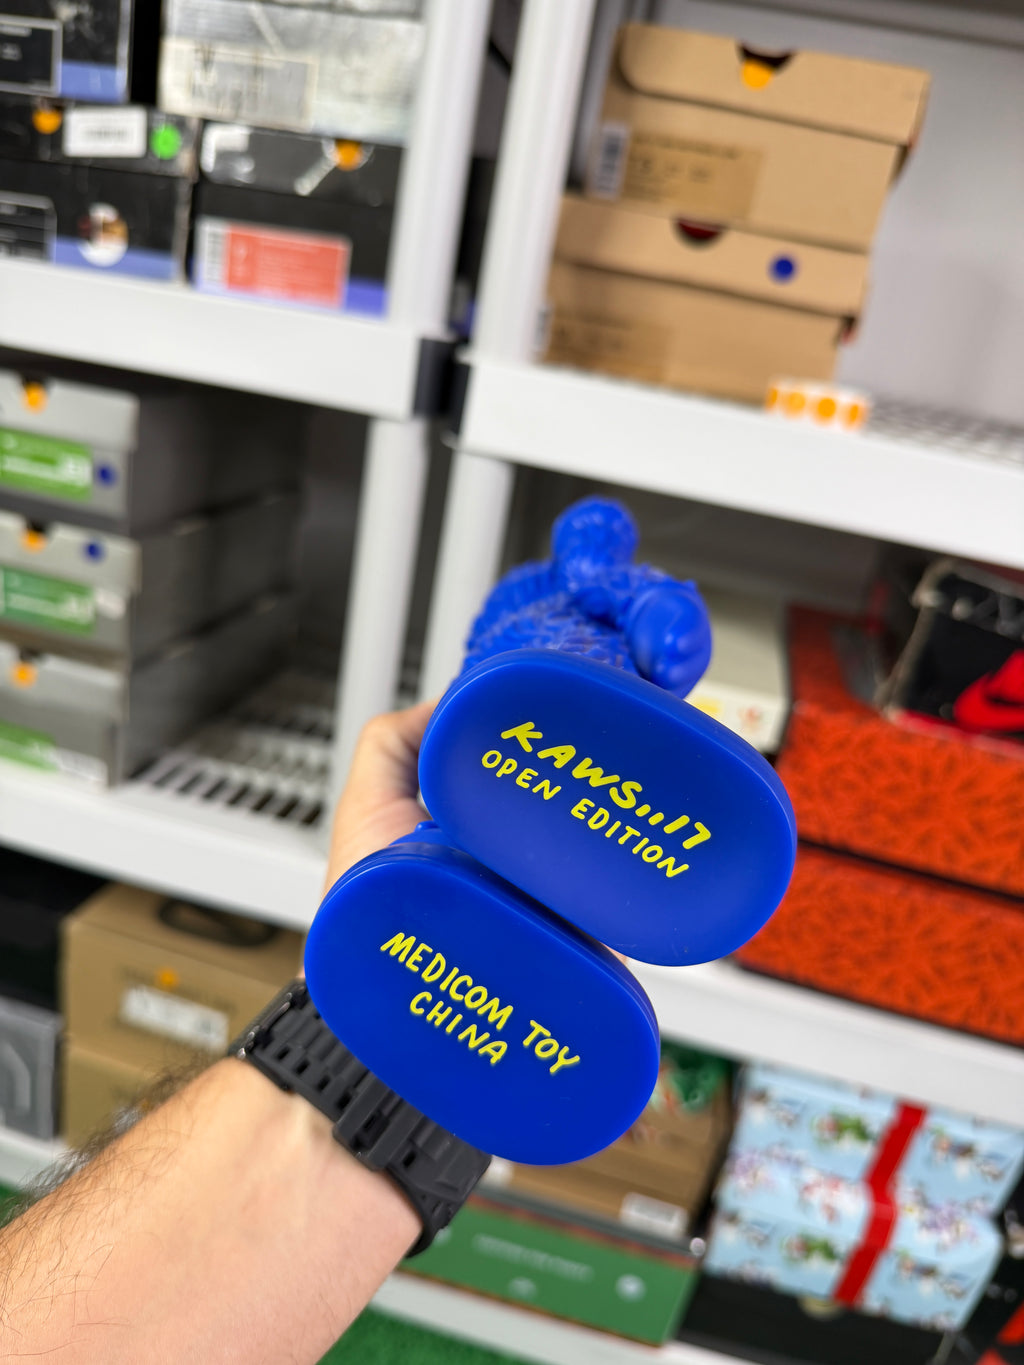 KAWS..17
OPEN EDITION
MEDICOM TOY
CHINA